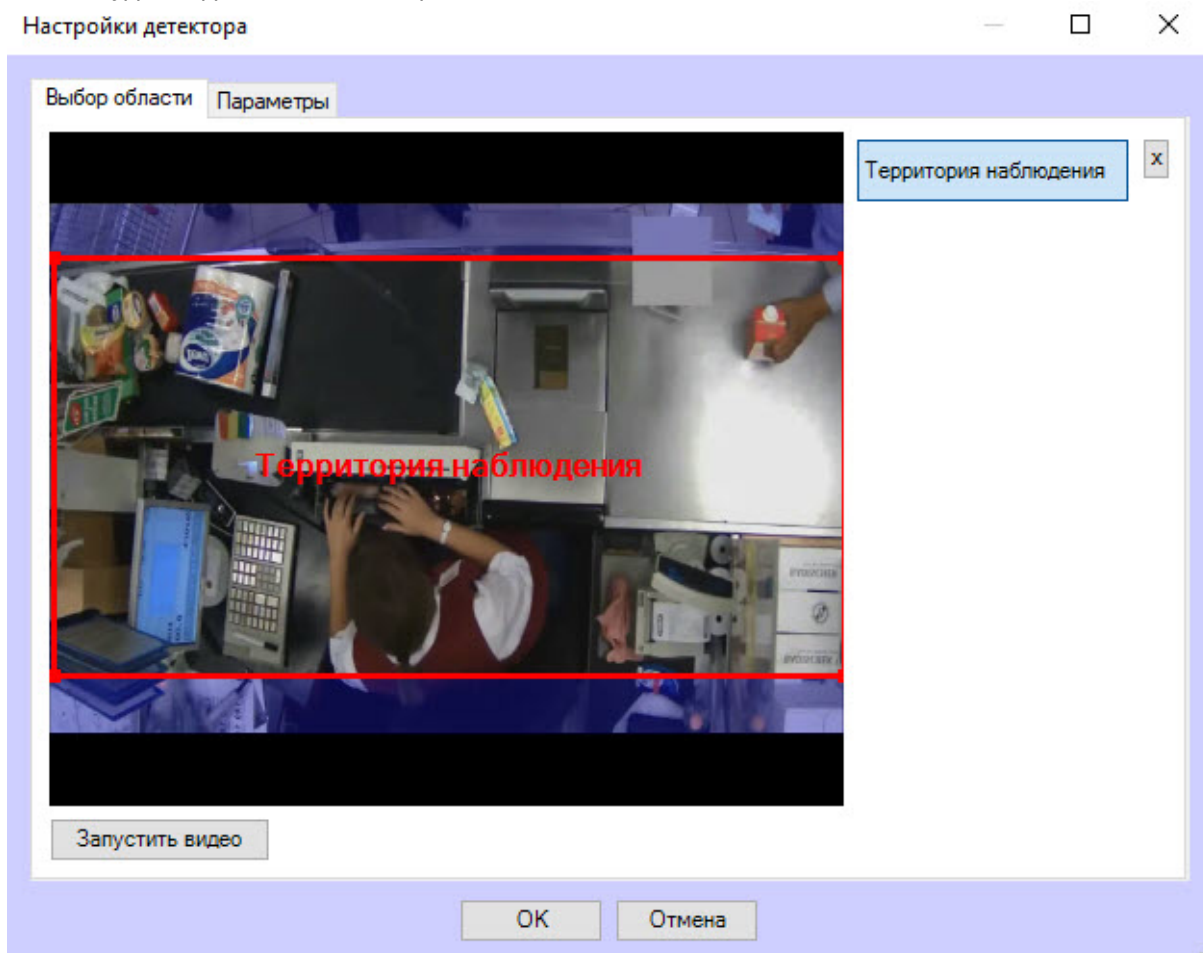 Настройки детектора
Выбор области
Параметры
Территория наблюдения
x
Территория наблюдения
Запустить видео
OK
Отмена